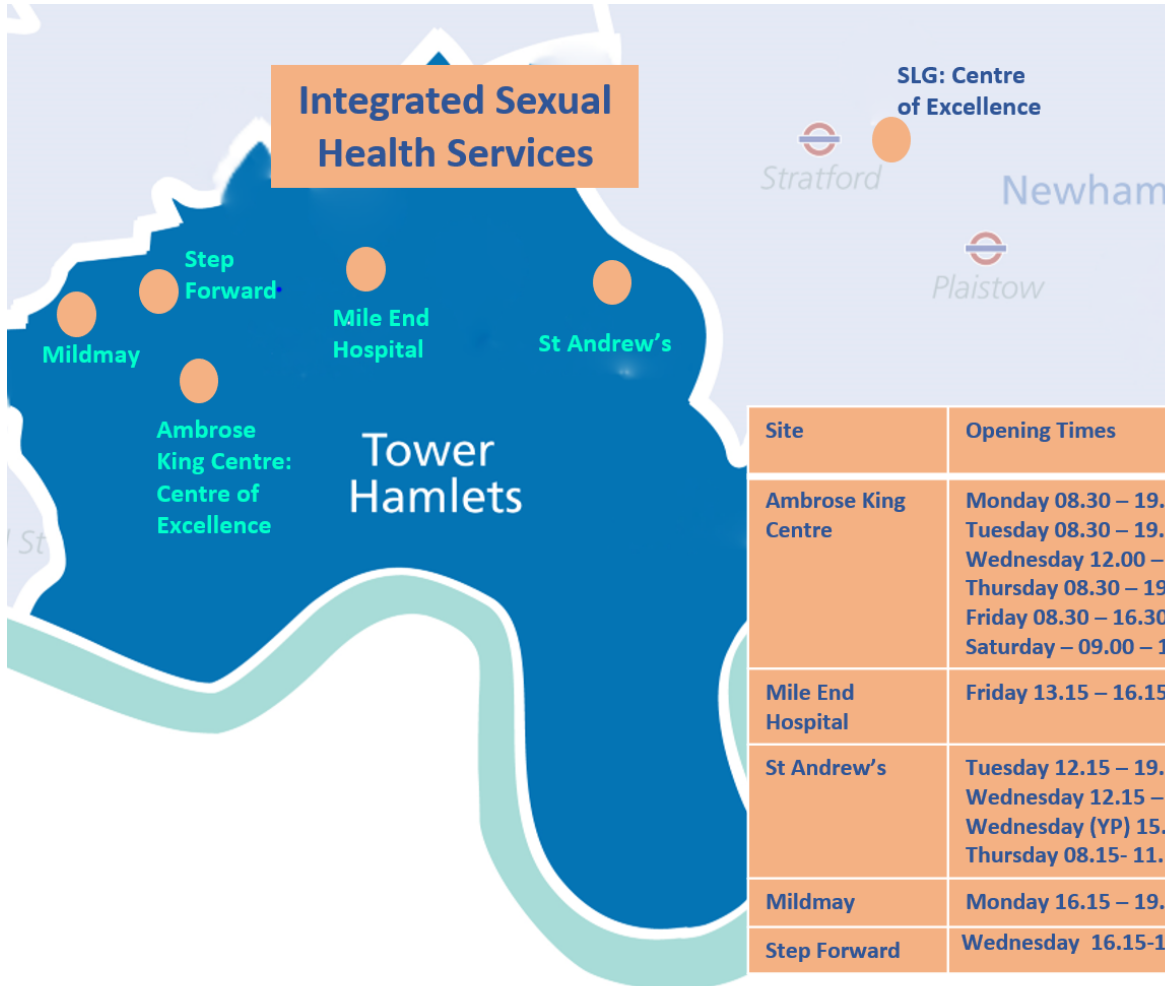 Integrated Sexual
Health Services
SLG: Centre
of Excellence
Stratford
Newham
Plaistow
Step
Forward
Mildmay
Mile End
Hospital
St Andrew's
Ambrose
King Centre:
Centre of
Excellence
Tower
Hamlets
St
Site
Opening Times
Ambrose King
Centre
Monday 08.30 – 19.
Tuesday 08.30 – 19.
Wednesday 12.00 –
Thursday 08.30 – 19
Friday 08.30 – 16.30
Saturday – 09.00 – 1
Mile End
Hospital
Friday 13.15 – 16.15
St Andrew's
Tuesday 12.15 – 19.
Wednesday 12.15 –
Wednesday (YP) 15.
Thursday 08.15- 11.
Mildmay
Monday 16.15 – 19.
Step Forward
Wednesday 16.15-1